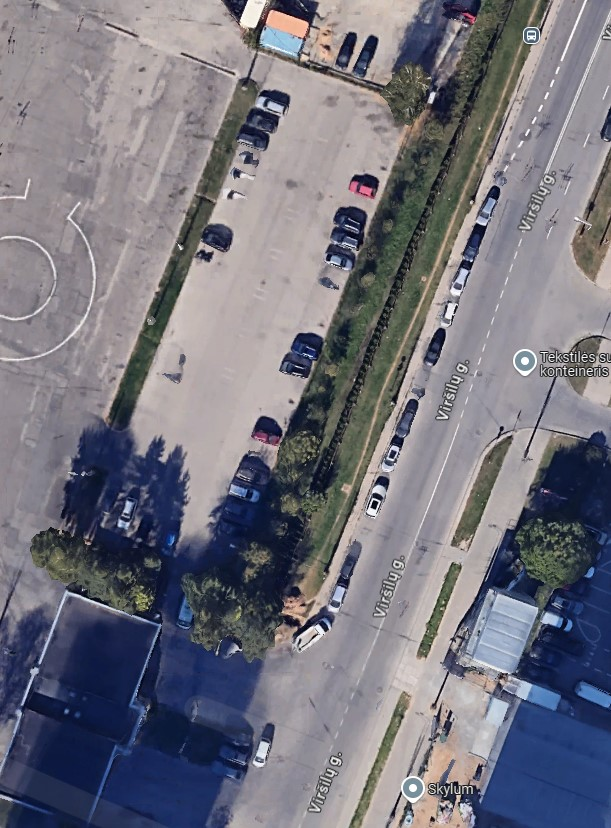 Viršilų g.
Viršilų g.
Tekstilės su
konteineris
Viršilų g.
Viršilų g.
Skylum